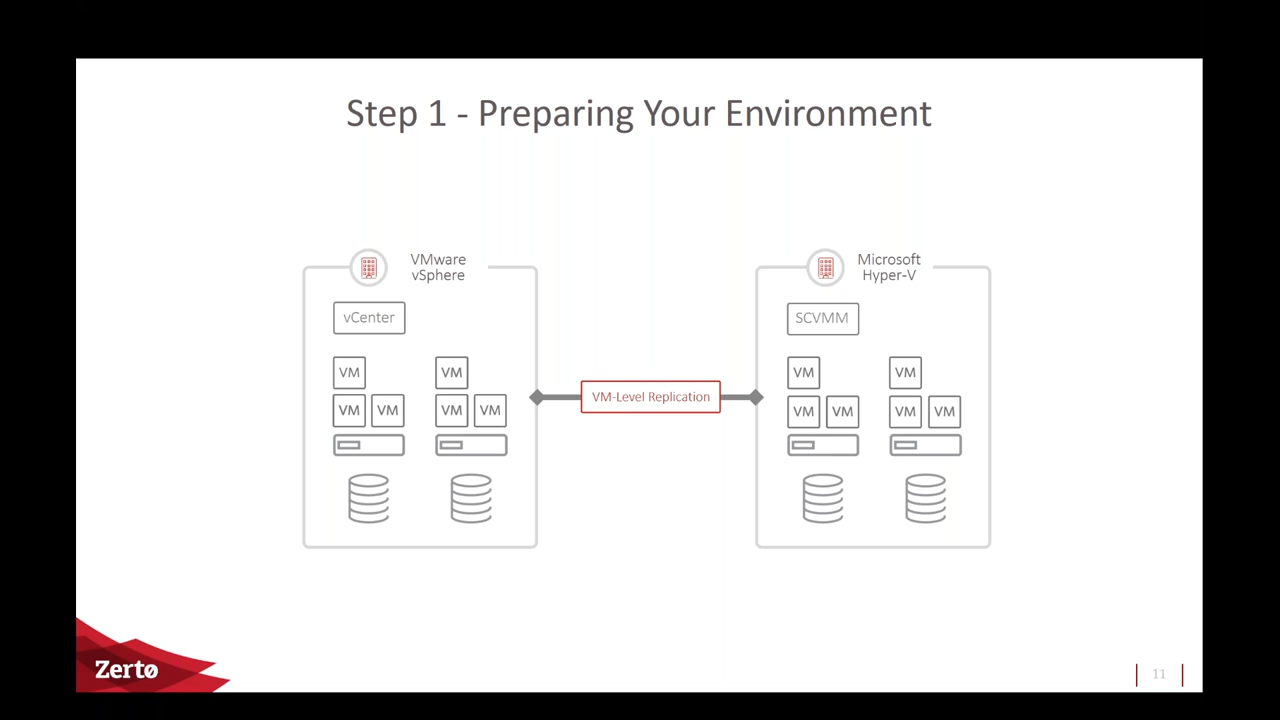 Step 1 - Preparing Your Environment
VMware
vSphere
vCenter
VM
VM
VM
VM
VM
VM
VM-Level Replication
Microsoft
Hyper-V
SCVMM
VM
VM
VM
VM
VM
VM
Zerto
11